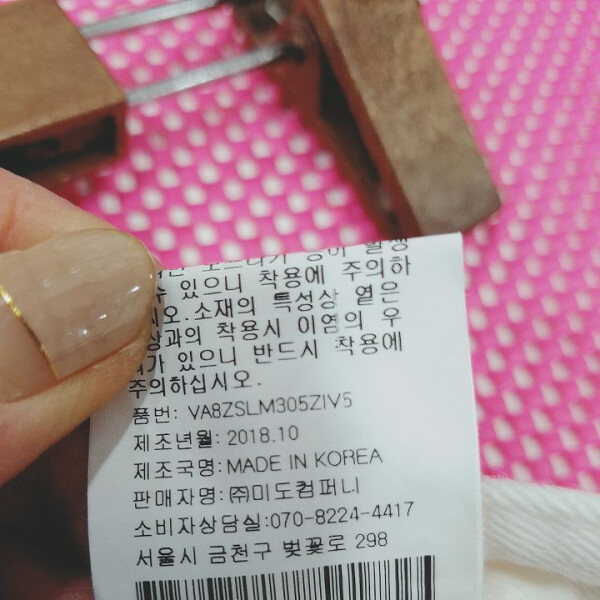 수 있으니 착용에 주의하
시오.소재의 특성상 옅은
상과의 착용시 이염의 우
가 있으니 반드시 착용에
주의하십시오.
품번: VA8ZSLM305ZIV5
제조년월: 2018.10
제조국명: MADE IN KOREA
판매자명: ㈜미도컴퍼니
소비자상담실:070-8224-4417
서울시 금천구 벚꽃로 298